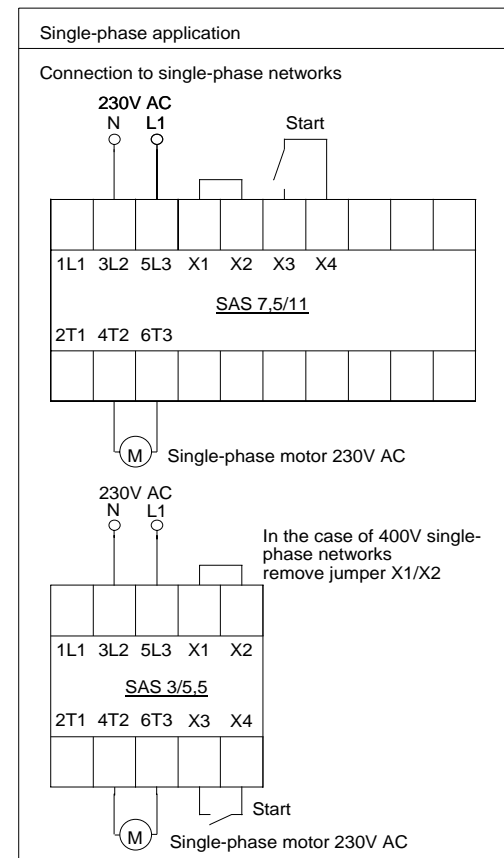 Single-phase application
Connection to single-phase networks
230V AC
N L1
Start
1L1 3L2 5L3 X1 X2 X3 X4
SAS 7,5/11
2T1 4T2 6T3
M Single-phase motor 230V AC
230V AC
N L1
In the case of 400V single-
phase networks
remove jumper X1/X2
1L1 3L2 5L3 X1 X2
SAS 3/5,5
2T1 4T2 6T3 X3 X4
Start
M Single-phase motor 230V AC